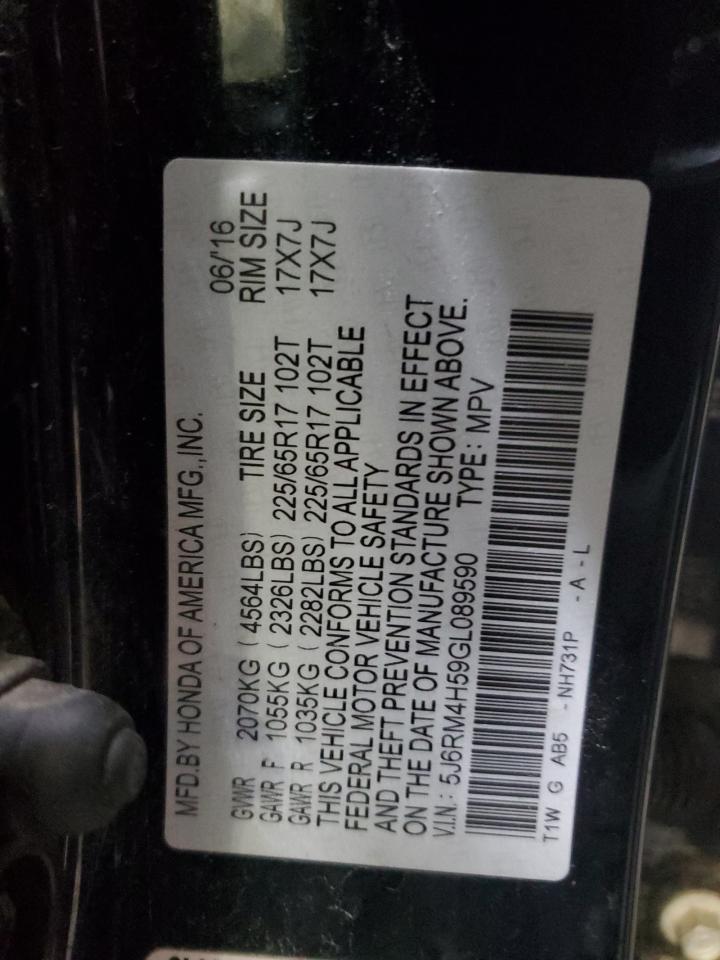 MFD.BY HONDA OF AMERICA MFG.,INC. 06/'16
GVWR 2070KG ( 4564LBS) TIRE SIZE RIM SIZE
GAWR F 1055KG ( 2326LBS) 225/65R17 102T 17X7J
GAWR R 1035KG ( 2282LBS) 225/65R17 102T 17X7J
THIS VEHICLE CONFORMS TO ALL APPLICABLE
FEDERAL MOTOR VEHICLE SAFETY
AND THEFT PREVENTION STANDARDS IN EFFECT
ON THE DATE OF MANUFACTURE SHOWN ABOVE.
V.I.N.: 5J6RM4H59GL089590 TYPE: MPV
T1W G AB5 - NH731P - A - L